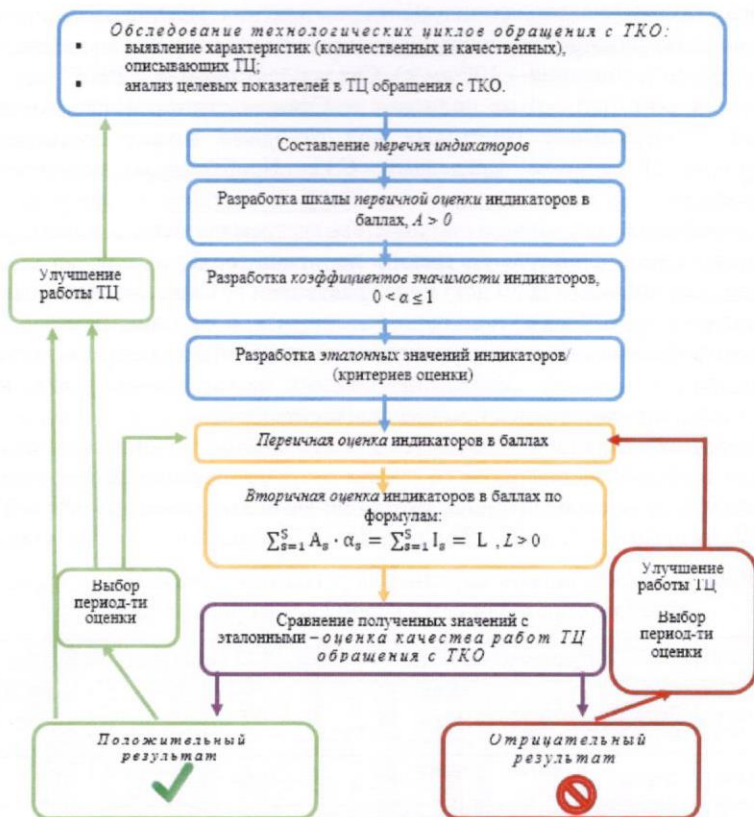 Обследование технологических циклов обращения с ТКО:
▪ выявление характеристик (количественных и качественных),
описывающих ТЦ;
▪ анализ целевых показателей в ТЦ обращения с ТКО.
Составление перечня индикаторов
Разработка шкалы первичной оценки индикаторов в
баллах, A > 0
Улучшение
работы ТЦ
Разработка коэффициентов значимости индикаторов,
0 < α ≤ 1
Разработка эталонных значений индикаторов/
(критериев оценки)
Первичная оценка индикаторов в баллах
Вторичная оценка индикаторов в баллах по
формулам:
∑ˢₛ₌₁ Aₛ · αₛ = ∑ˢₛ₌₁ Iₛ = L , L > 0
Выбор
период-ти
оценки
Улучшение
работы ТЦ
Выбор
период-ти
оценки
Сравнение полученных значений с
эталонными – оценка качества работ ТЦ
обращения с ТКО
Положительный
результат
Отрицательный
результат